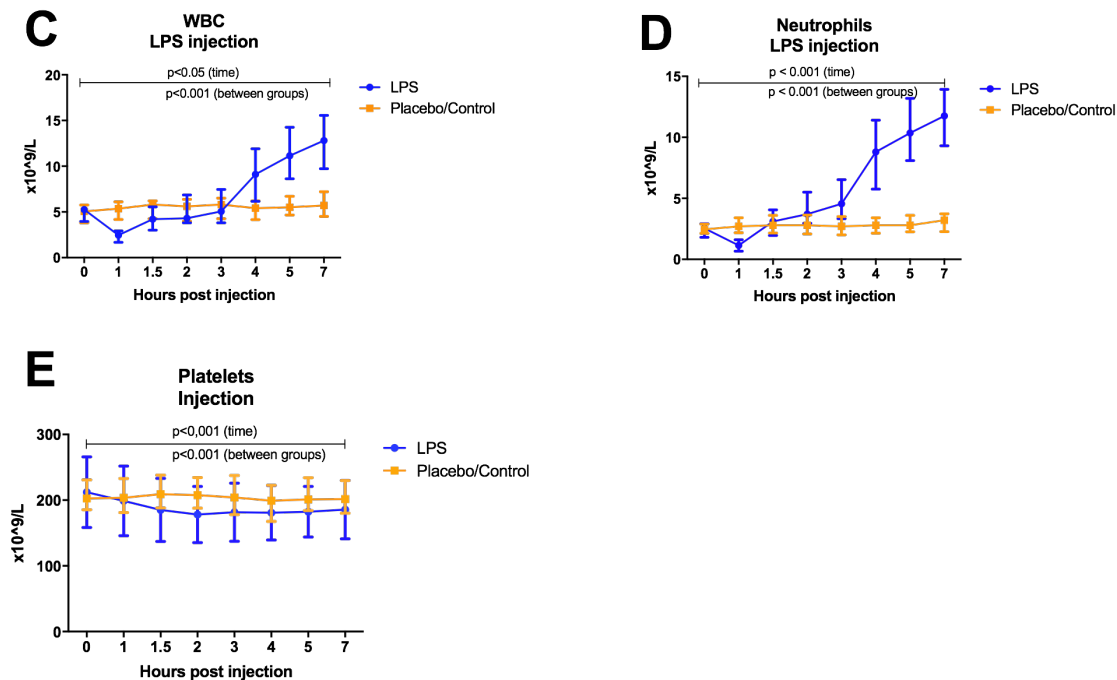 C
WBC
LPS injection
p<0.05 (time)
p<0.001 (between groups)
LPS
Placebo/Control
20
15
10
5
0
x10^9/L
0 1 1.5 2 3 4 5 7
Hours post injection
D
Neutrophils
LPS injection
p < 0.001 (time)
p < 0.001 (between groups)
LPS
Placebo/Control
15
10
5
0
x10^9/L
0 1 1.5 2 3 4 5 7
Hours post injection
E
Platelets
Injection
p<0,001 (time)
p<0.001 (between groups)
LPS
Placebo/Control
300
200
100
0
x10^9/L
0 1 1.5 2 3 4 5 7
Hours post injection